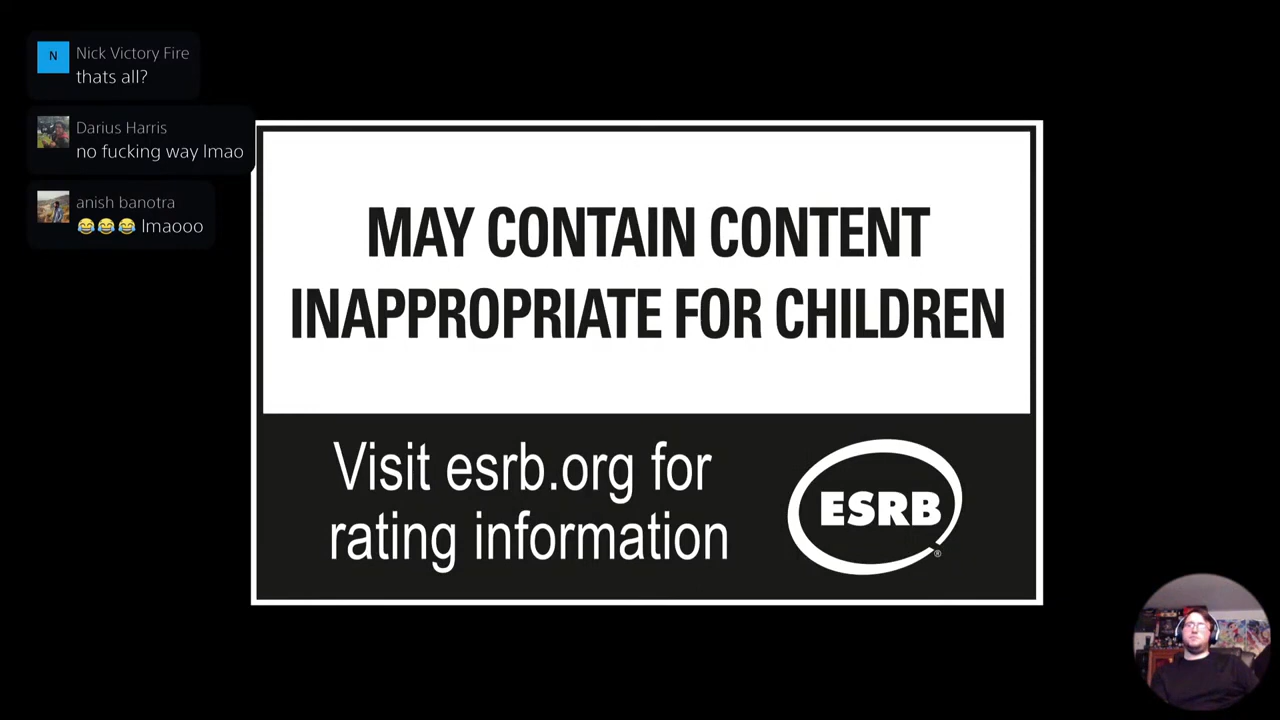 N
Nick Victory Fire
thats all?
Darius Harris
no fucking way lmao
anish banotra
😂😂😂 lmaooo
MAY CONTAIN CONTENT
INAPPROPRIATE FOR CHILDREN
Visit esrb.org for
rating information
ESRB
®